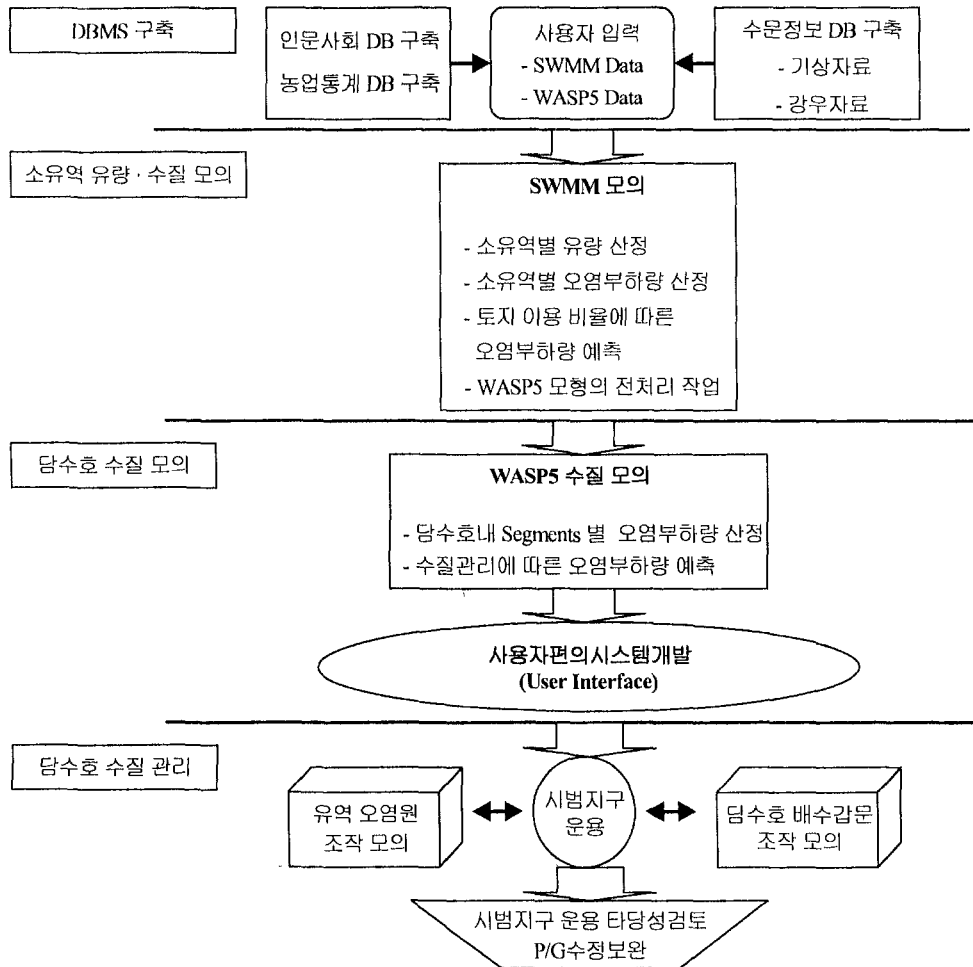 DBMS 구축
인문사회 DB 구축
농업통계 DB 구축
사용자 입력
- SWMM Data
- WASP5 Data
수문정보 DB 구축
- 기상자료
- 강우자료
소유역 유량 · 수질 모의
SWMM 모의
- 소유역별 유량 산정
- 소유역별 오염부하량 산정
- 토지 이용 비율에 따른
오염부하량 예측
- WASP5 모형의 전처리 작업
담수호 수질 모의
WASP5 수질 모의
- 담수호내 Segments 별 오염부하량 산정
- 수질관리에 따른 오염부하량 예측
사용자편의시스템개발
(User Interface)
담수호 수질 관리
유역 오염원
조작 모의
시범지구
운용
담수호 배수갑문
조작 모의
시범지구 운용 타당성검토
P/G수정보완